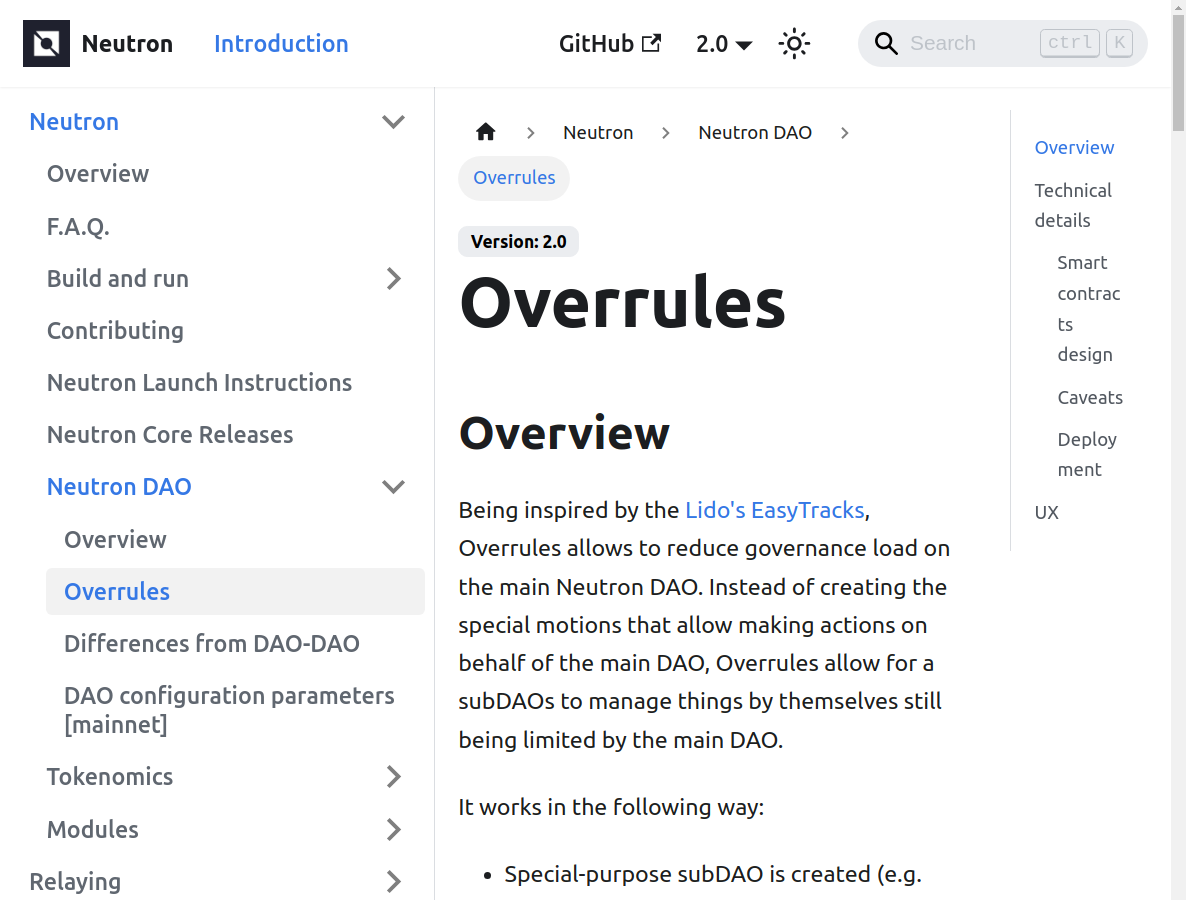 Neutron
Introduction
GitHub
2.0
Search
ctrl K
Neutron
Overview
F.A.Q.
Build and run
Contributing
Neutron Launch Instructions
Neutron Core Releases
Neutron DAO
Overview
Overrules
Differences from DAO-DAO
DAO configuration parameters
[mainnet]
Tokenomics
Modules
Relaying
Neutron
Neutron DAO
Overrules
Version: 2.0
Overrules
Overview
Being inspired by the Lido's EasyTracks,
Overrules allows to reduce governance load on
the main Neutron DAO. Instead of creating the
special motions that allow making actions on
behalf of the main DAO, Overrules allow for a
subDAOs to manage things by themselves still
being limited by the main DAO.
It works in the following way:
Special-purpose subDAO is created (e.g.
Overview
Technical
details
Smart
contrac
ts
design
Caveats
Deploy
ment
UX